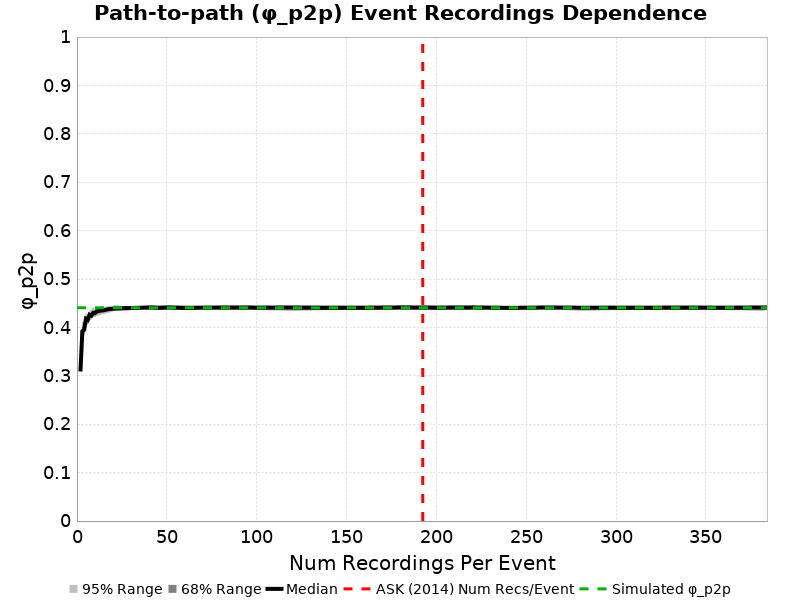 Path-to-path (φ_p2p) Event Recordings Dependence
1
0.9
0.8
0.7
0.6
0.5
0.4
0.3
0.2
0.1
0
φ_p2p
0 50 100 150 200 250 300 350
Num Recordings Per Event
95% Range 68% Range Median ASK (2014) Num Recs/Event Simulated φ_p2p